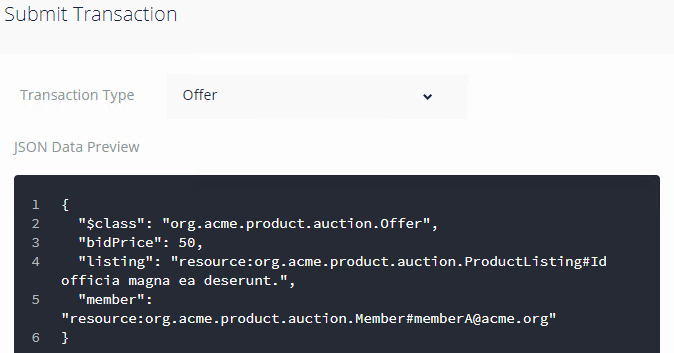 Submit Transaction
Transaction Type
Offer
JSON Data Preview
1 {
2 "$class": "org.acme.product.auction.Offer",
3 "bidPrice": 50,
4 "listing": "resource:org.acme.product.auction.ProductListing#Id
officia magna ea deserunt.",
5 "member":
"resource:org.acme.product.auction.Member#memberA@acme.org"
6 }